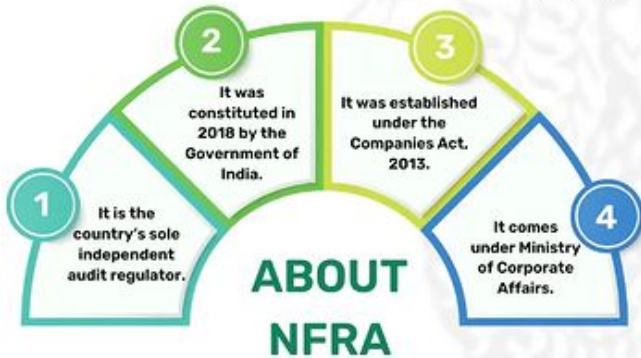 1
It is the
country's sole
independent
audit regulator.
2
It was
constituted in
2018 by the
Government of
India.
3
It was established
under the
Companies Act,
2013.
4
It comes
under Ministry
of Corporate
Affairs.
ABOUT
NFRA